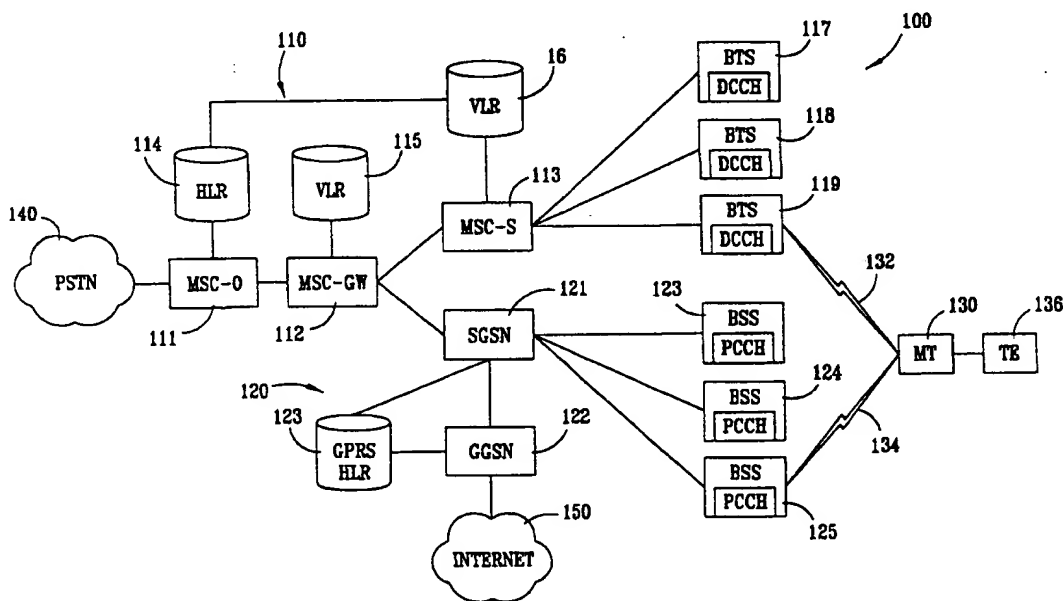 117
100
BTS
DCCH
110
16
VLR
118
BTS
DCCH
114
115
HLR
VLR
113
MSC-S
119
BTS
DCCH
140
PSTN
MSC-O
MSC-GW
111
112
121
SGSN
132
123
BSS
PCCH
130
136
MT
TE
120
123
GPRS
HLR
GGSN
122
124
BSS
PCCH
134
BSS
PCCH
125
150
INTERNET